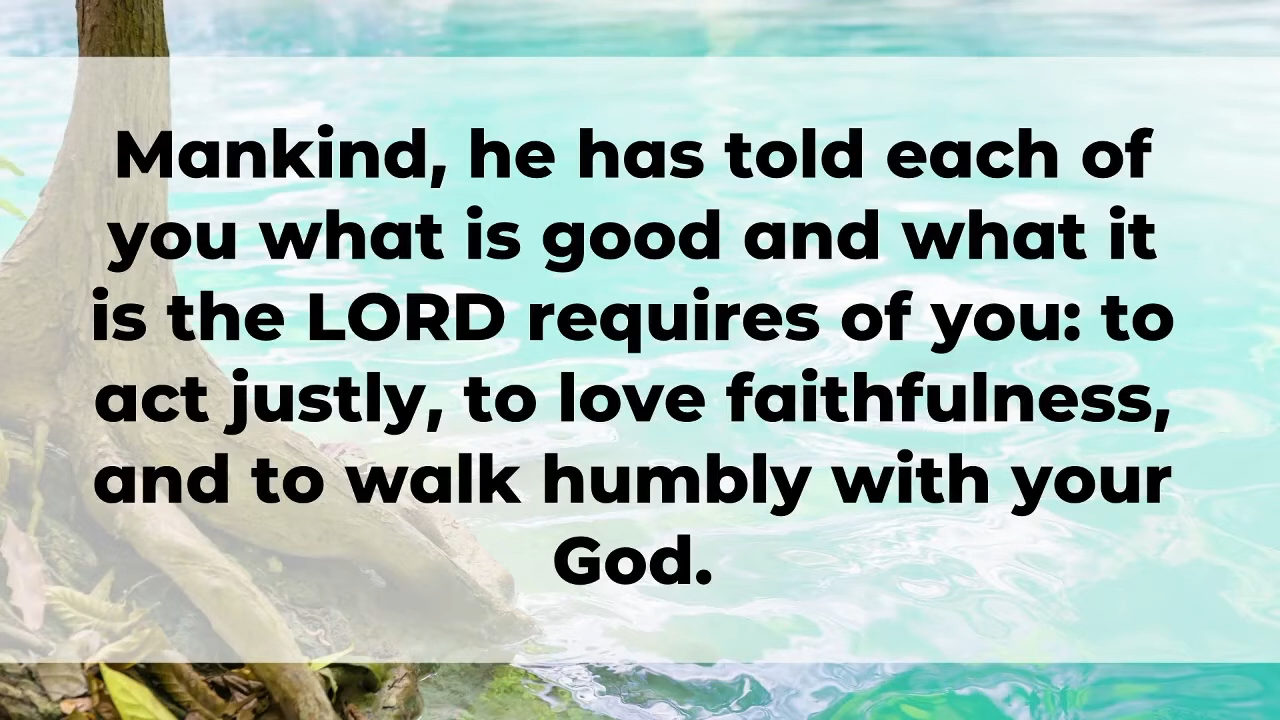 Mankind, he has told each of
you what is good and what it
is the LORD requires of you: to
act justly, to love faithfulness,
and to walk humbly with your
God.